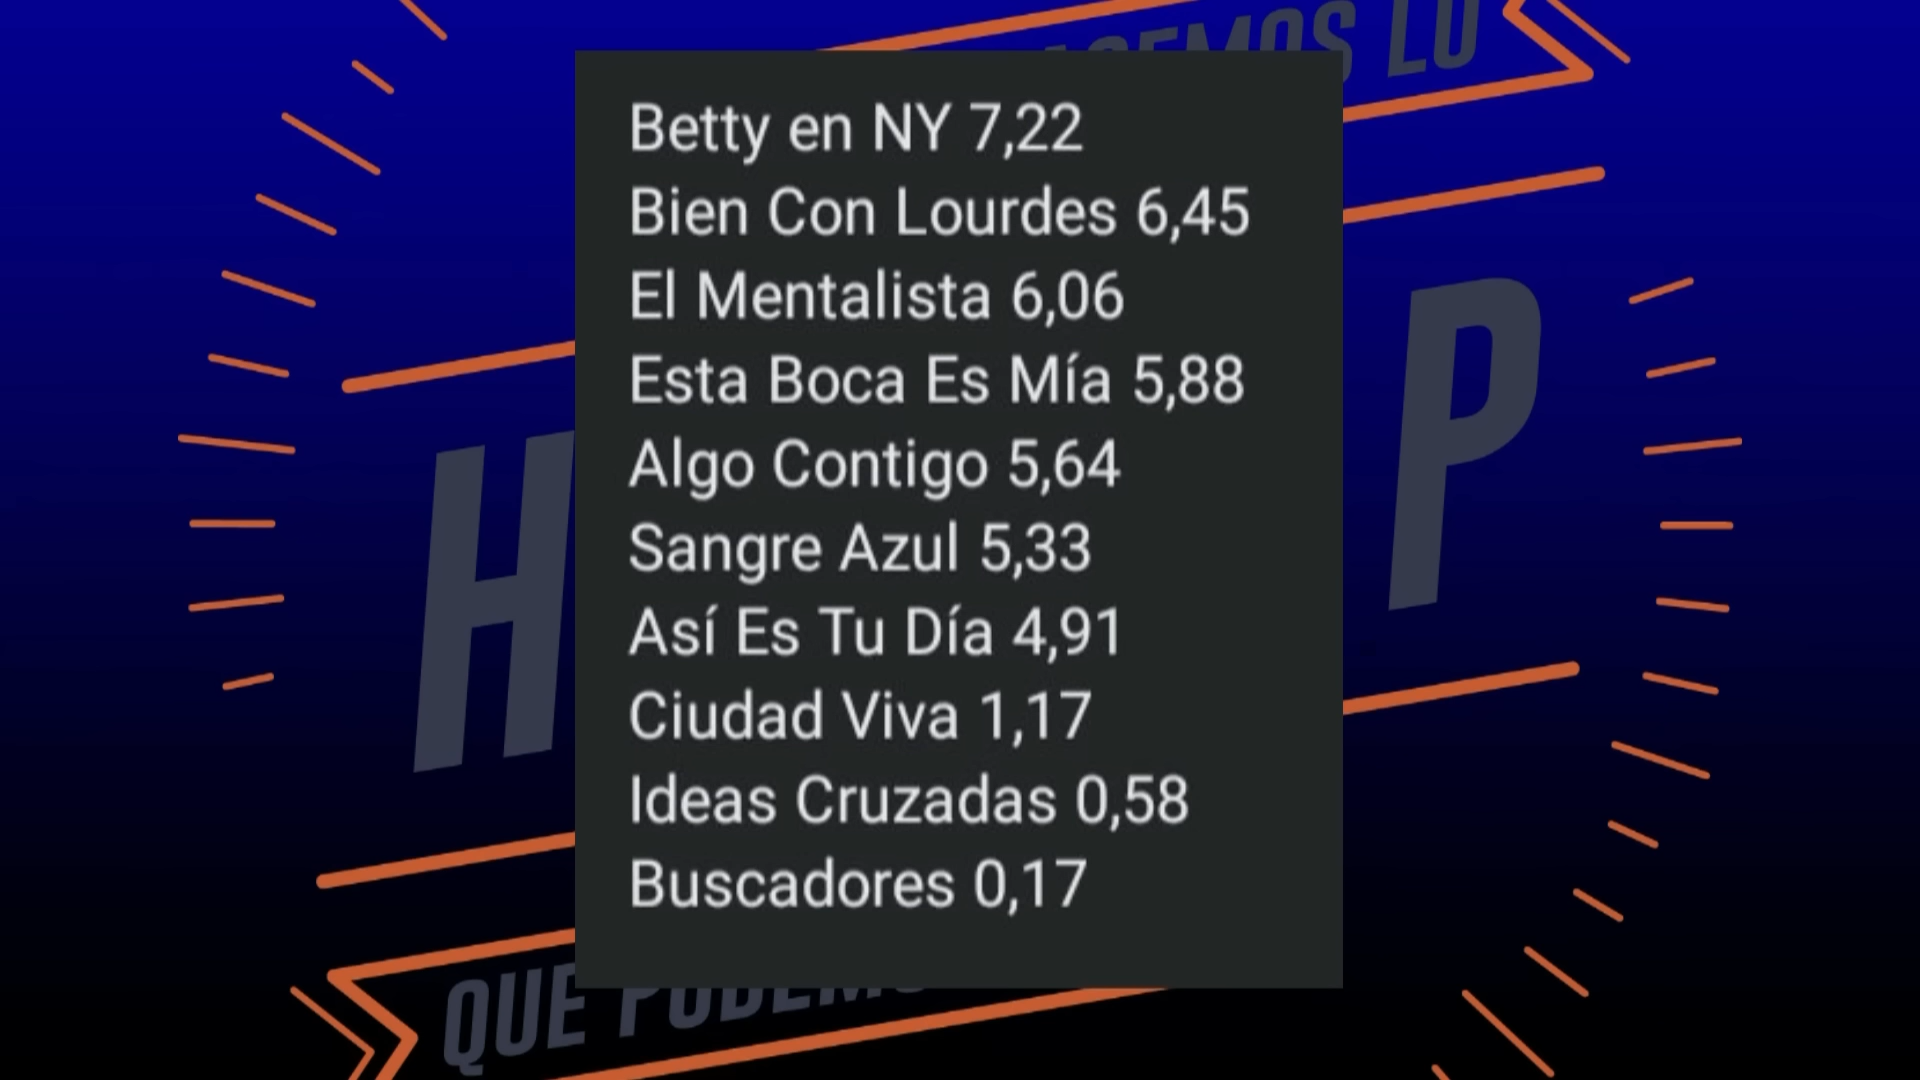 LO
Betty en NY 7,22
Bien Con Lourdes 6,45
El Mentalista 6,06
Esta Boca Es Mía 5,88
Algo Contigo 5,64
Sangre Azul 5,33
Así Es Tu Día 4,91
Ciudad Viva 1,17
Ideas Cruzadas 0,58
Buscadores 0,17
H
P
QUE